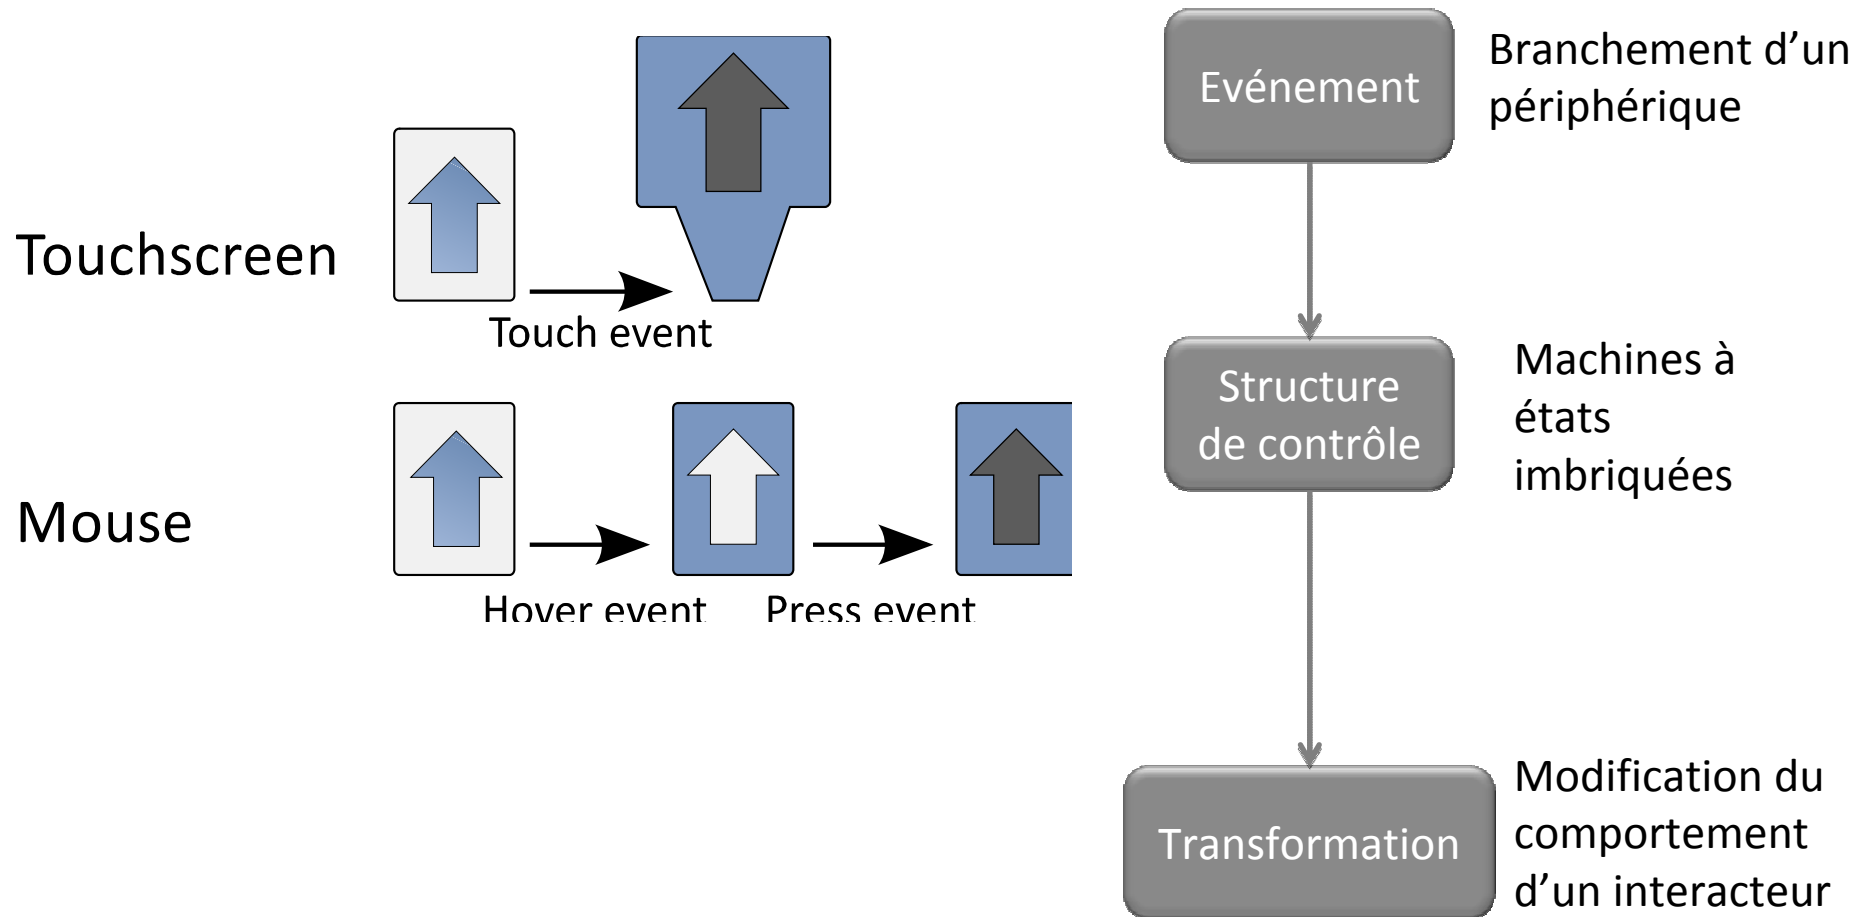 Touchscreen
Touch event
Mouse
Hover event
Press event
Evénement
Branchement d’un
périphérique
Structure
de contrôle
Machines à
états
imbriquées
Transformation
Modification du
comportement
d’un interacteur